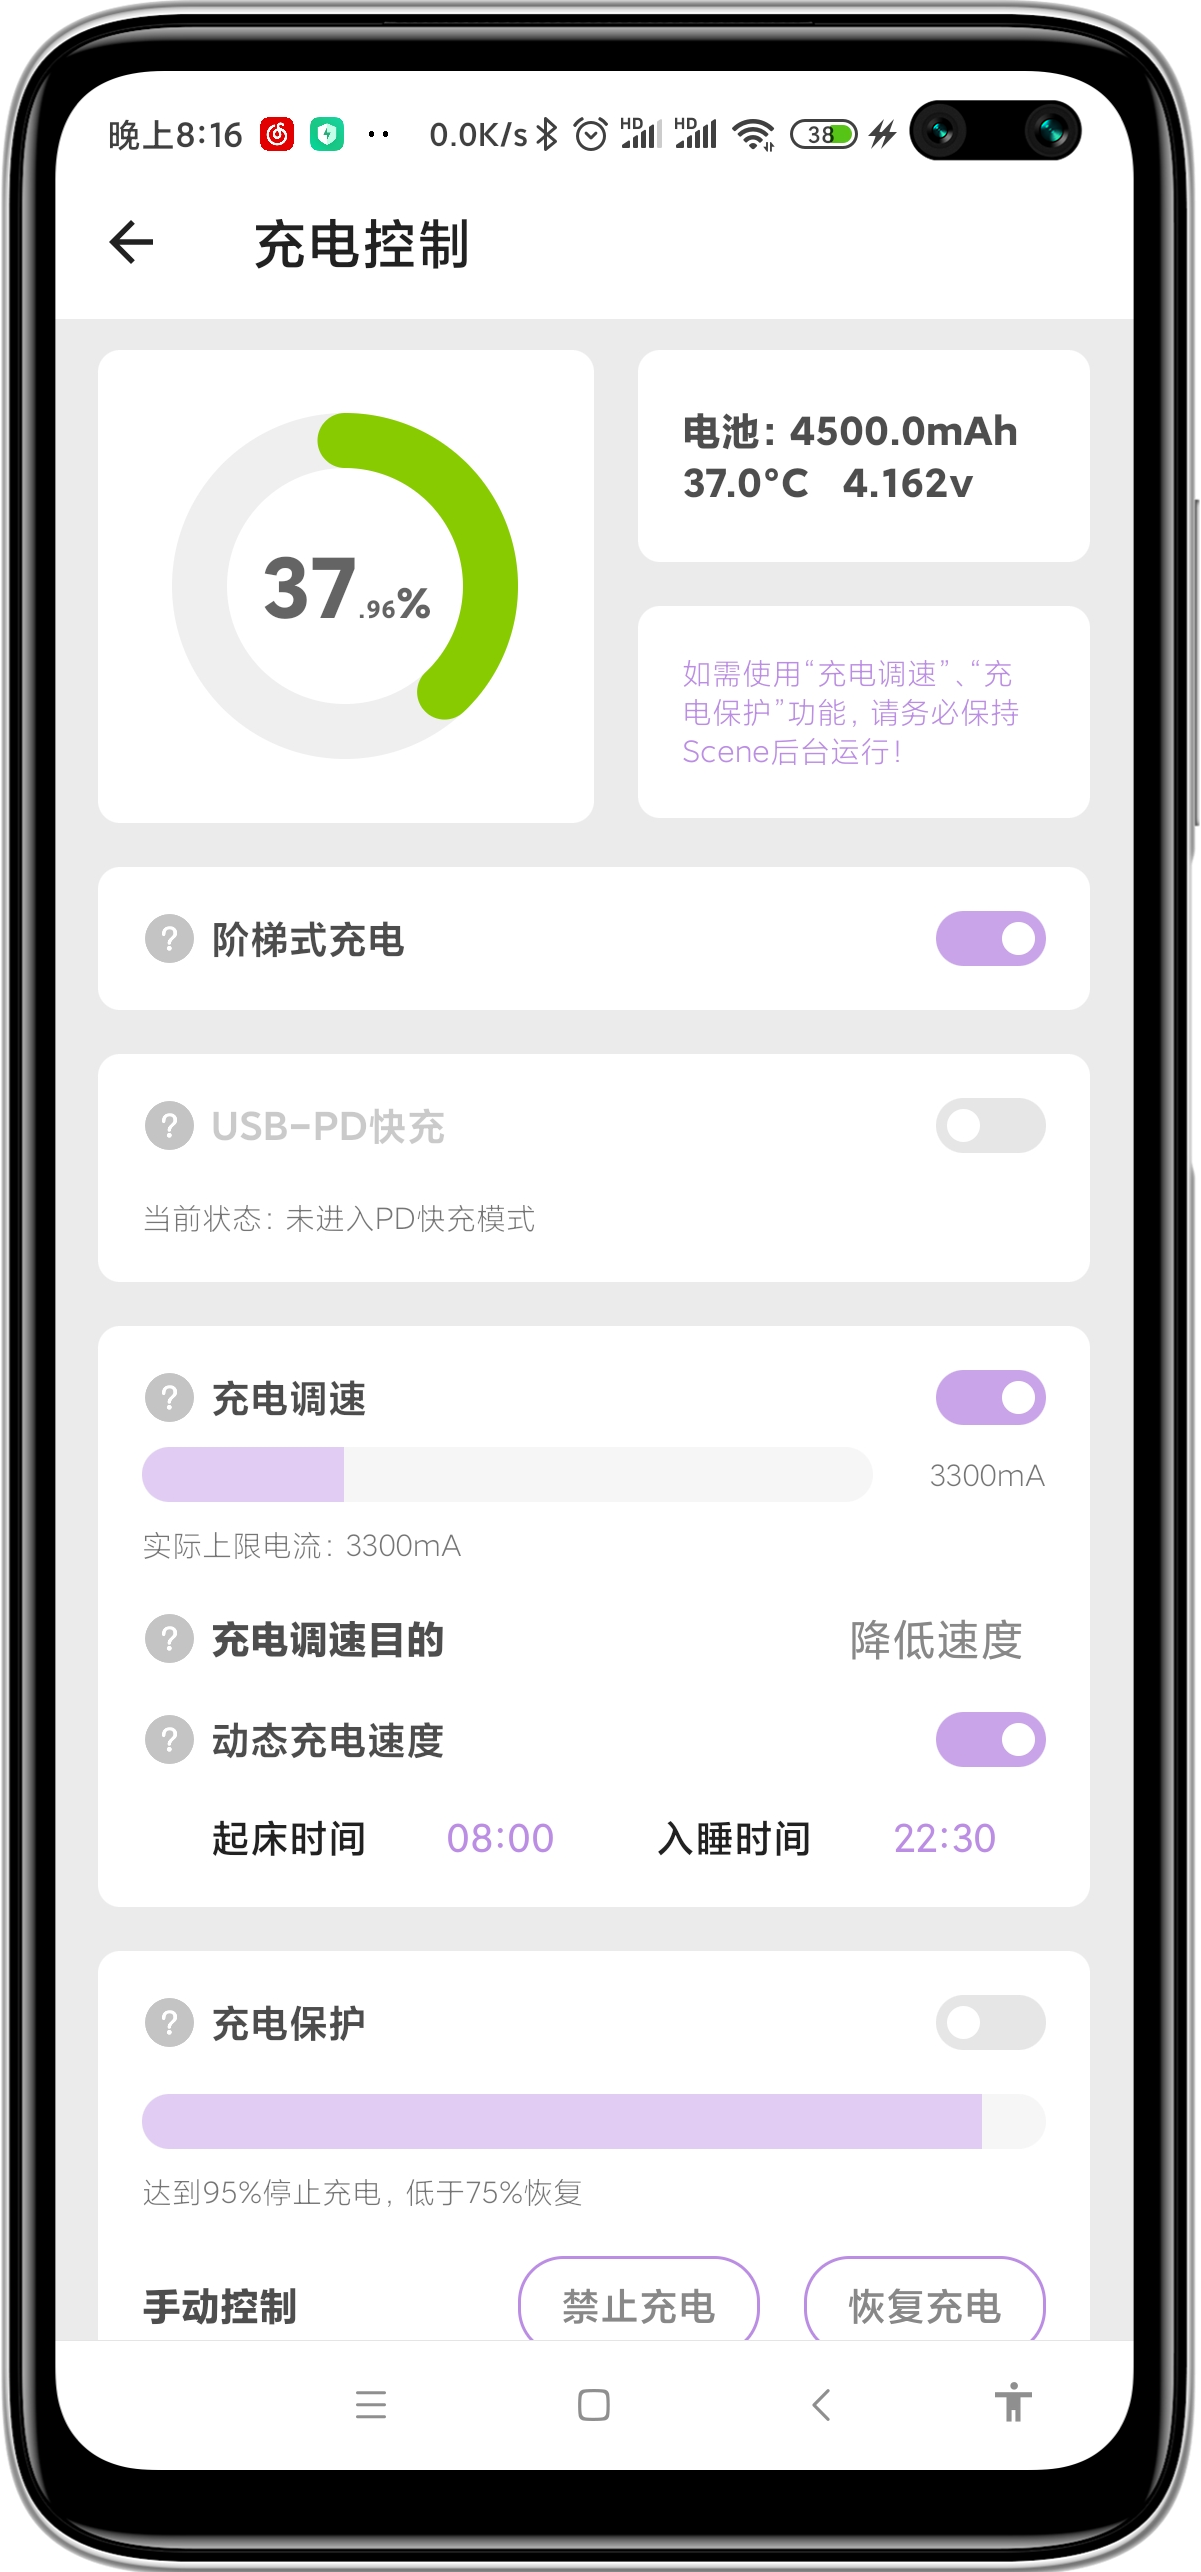 晚上8:16 0.0K/s HD HD 38
充电控制
37.96%
电池: 4500.0mAh
37.0°C 4.162v
如需使用“充电调速”、“充
电保护”功能, 请务必保持
Scene后台运行!
? 阶梯式充电
? USB-PD快充
当前状态: 未进入PD快充模式
? 充电调速
3300mA
实际上限电流: 3300mA
? 充电调速目的 降低速度
? 动态充电速度
起床时间 08:00 入睡时间 22:30
? 充电保护
达到95%停止充电, 低于75%恢复
手动控制 禁止充电 恢复充电